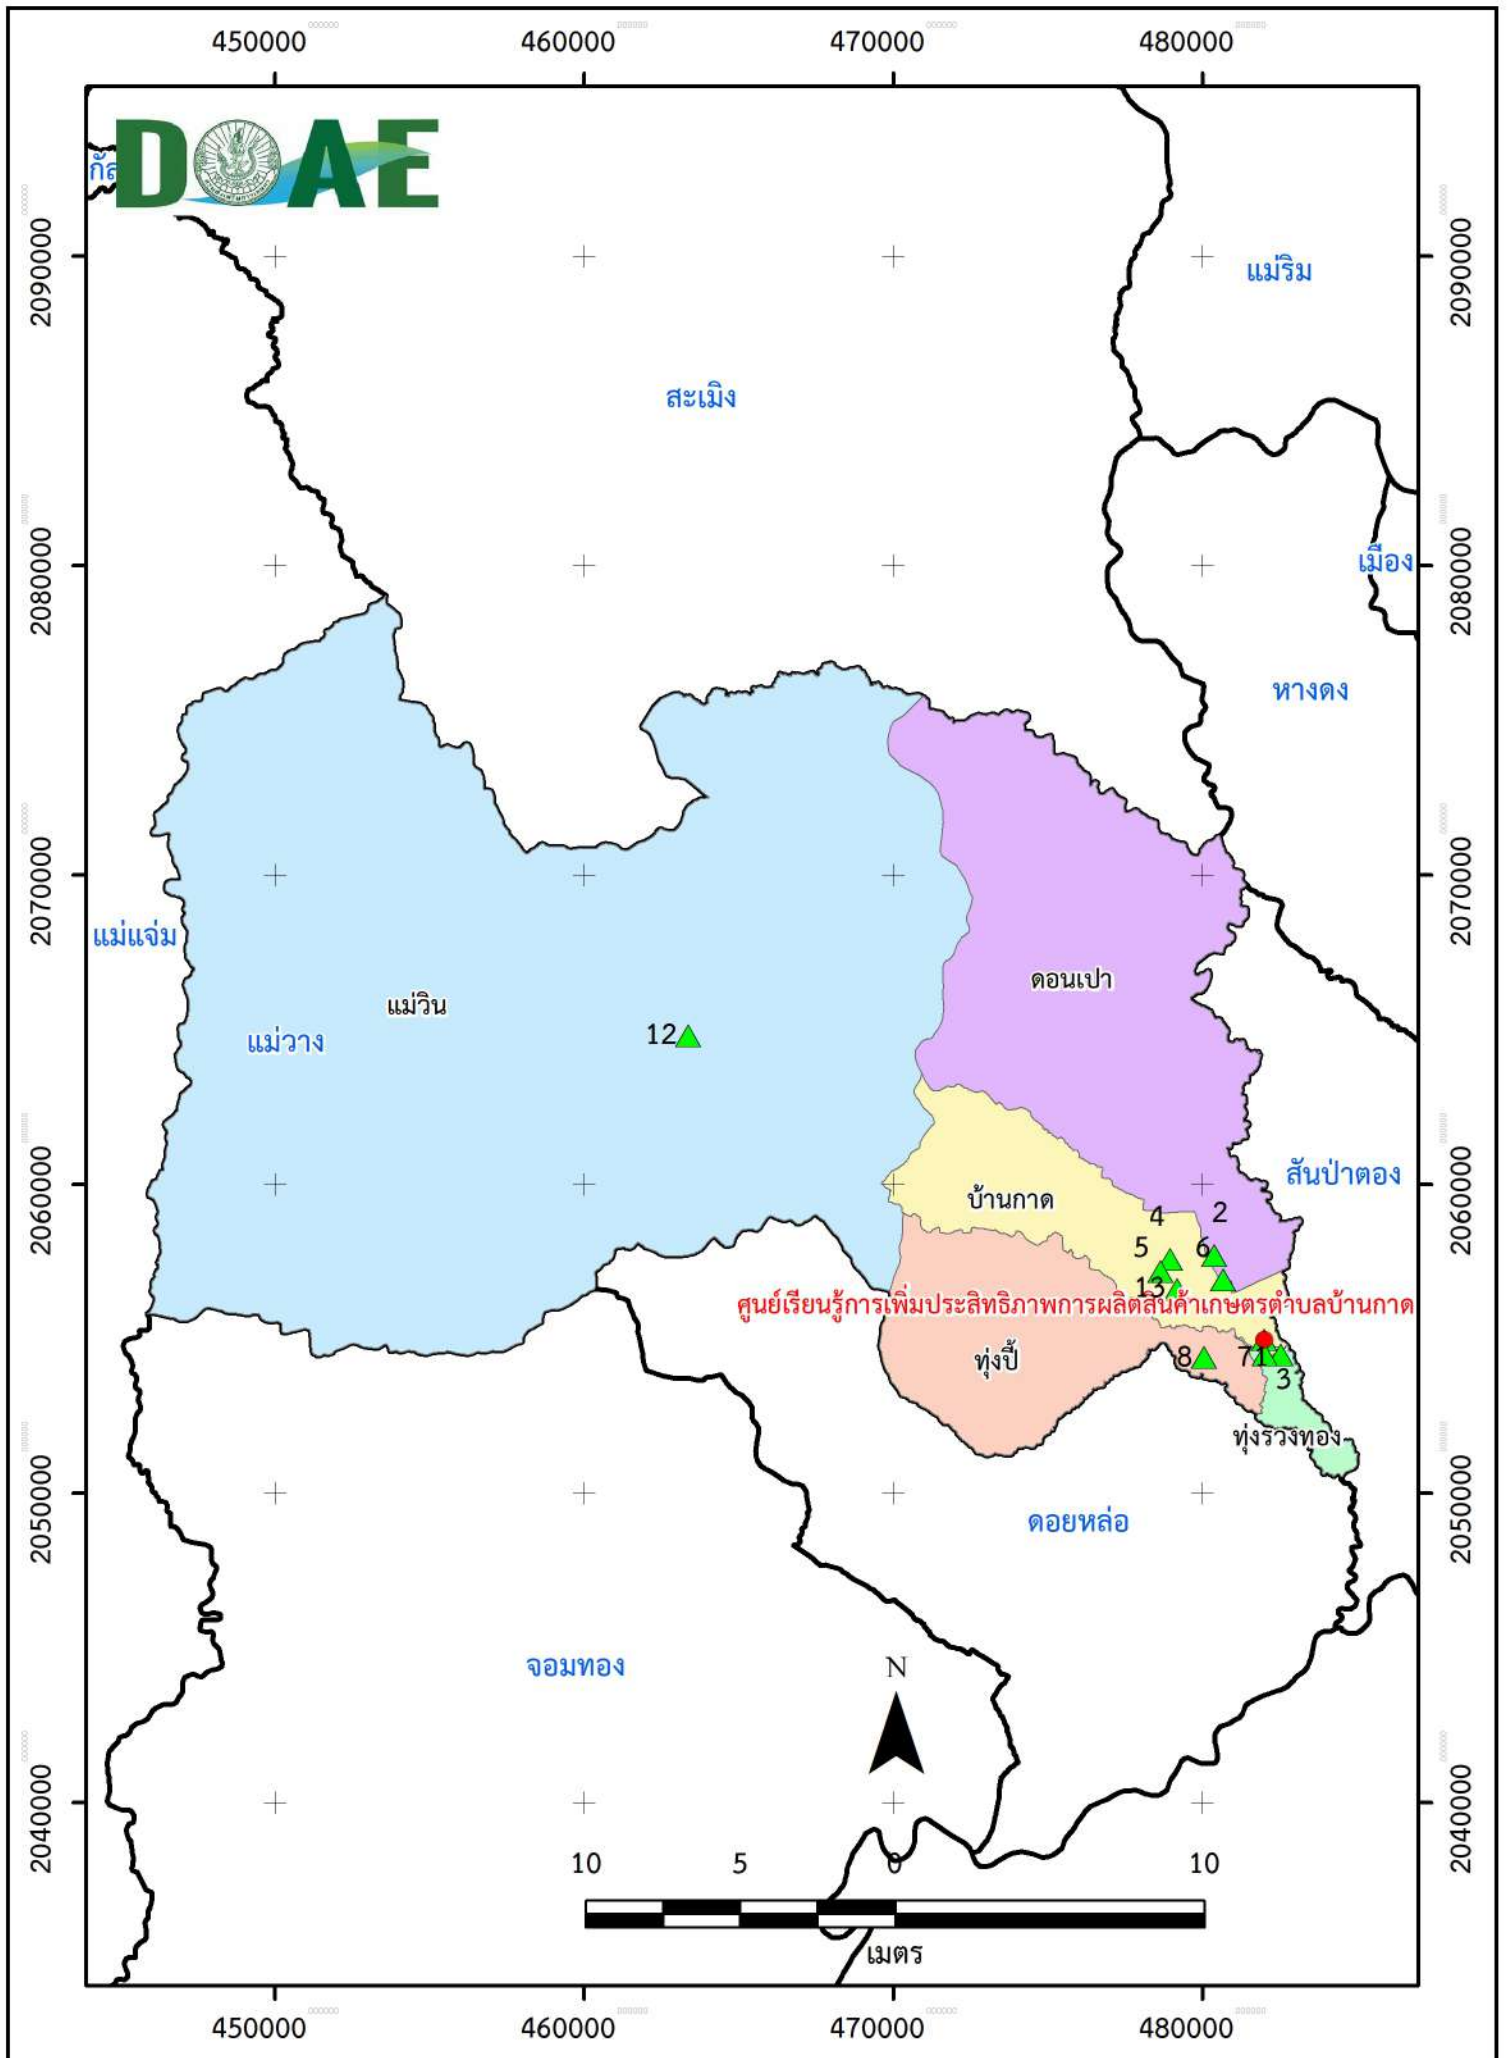 450000 460000 470000 480000
DOAE
2090000 2090000
แม่ริม
สะเมิง
2080000 2080000
เมือง
หางดง
2070000 2070000
แม่แจ่ม
ดอนเปา
แม่วิน
แม่วาง
12
2060000 2060000
สันป่าตอง
บ้านกาด
4 2
5 6
13
ศูนย์เรียนรู้การเพิ่มประสิทธิภาพการผลิตสินค้าเกษตรตำบลบ้านกาด
ทุ่งปี้
8 7 1
3
ทุ่งรวงทอง
2050000 2050000
ดอยหล่อ
จอมทอง
N
2040000 2040000
10 5 0 10
เมตร
450000 460000 470000 480000